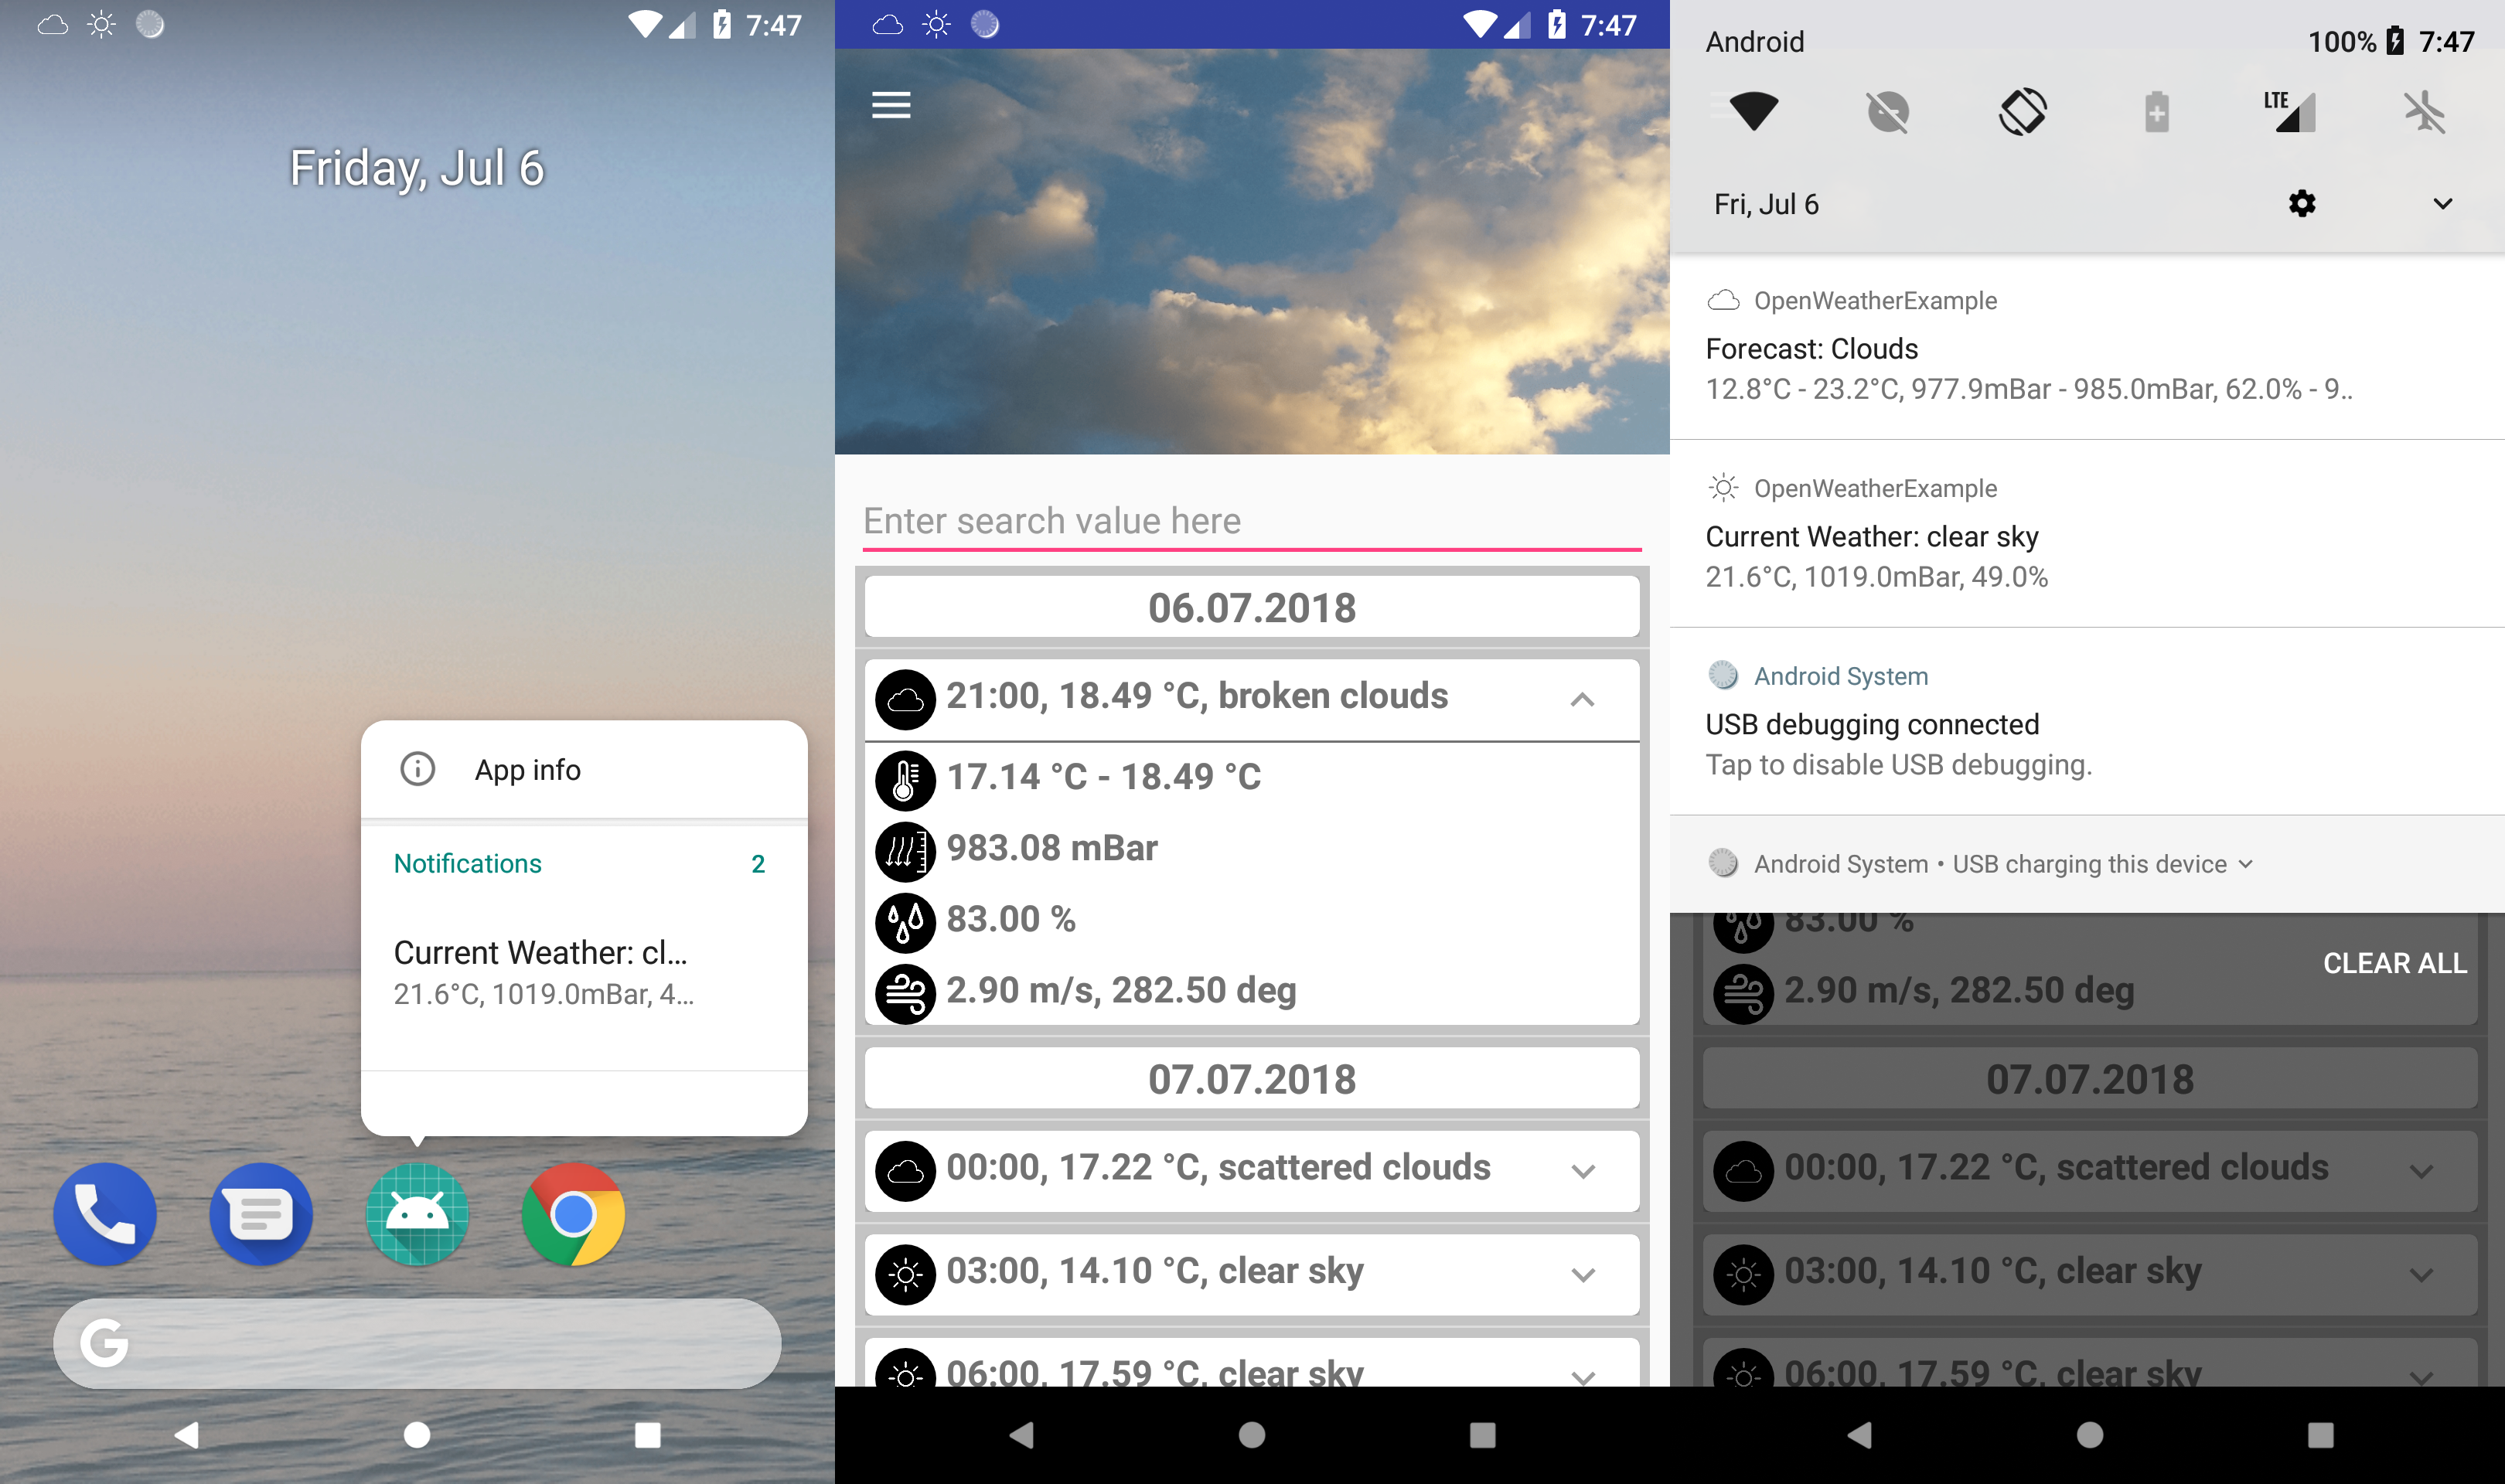 7:47
Friday, Jul 6
App info
Notifications 2
Current Weather: cl...
21.6°C, 1019.0mBar, 4...
G
7:47
Enter search value here
06.07.2018
21:00, 18.49 °C, broken clouds
17.14 °C - 18.49 °C
983.08 mBar
83.00 %
2.90 m/s, 282.50 deg
07.07.2018
00:00, 17.22 °C, scattered clouds
03:00, 14.10 °C, clear sky
06:00, 17.59 °C, clear sky
Android 100% 7:47
LTE
Fri, Jul 6
OpenWeatherExample
Forecast: Clouds
12.8°C - 23.2°C, 977.9mBar - 985.0mBar, 62.0% - 9..
OpenWeatherExample
Current Weather: clear sky
21.6°C, 1019.0mBar, 49.0%
Android System
USB debugging connected
Tap to disable USB debugging.
Android System • USB charging this device
83.00 %
CLEAR ALL
2.90 m/s, 282.50 deg
07.07.2018
00:00, 17.22 °C, scattered clouds
03:00, 14.10 °C, clear sky
06:00, 17.59 °C, clear sky